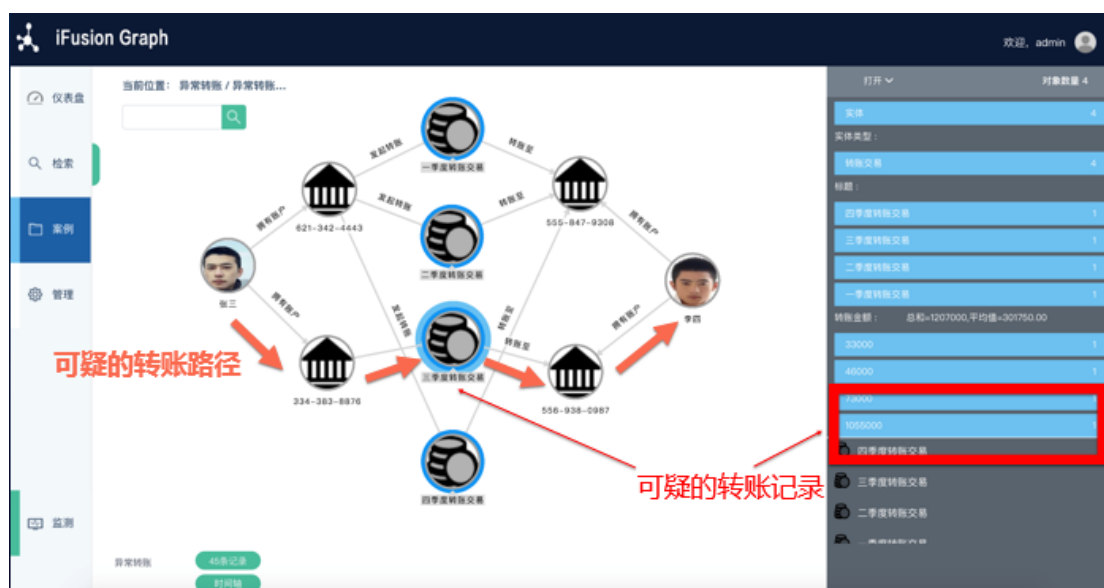 iFusion Graph
欢迎, admin
仪表盘
检索
案例
管理
监测
当前位置： 异常转账 / 异常转账...
发起转账
转账至
一季度转账交易
621-342-4443
555-847-9308
发起转账
转账至
二季度转账交易
拥有账户
拥有账户
张三
李四
拥有账户
拥有账户
发起转账
转账至
转账至
三季度转账交易
可疑的转账路径
334-383-8876
556-938-0987
可疑的转账记录
四季度转账交易
异常转账
45条记录
时间轴
打开
对象数量 4
实体 4
实体类型：
转账交易 4
标题：
四季度转账交易 1
三季度转账交易 1
二季度转账交易 1
一季度转账交易 1
转账金额： 总和=1207000,平均值=301750.00
33000 1
46000 1
73000 1
1055000 1
四季度转账交易
三季度转账交易
二季度转账交易
一季度转账交易